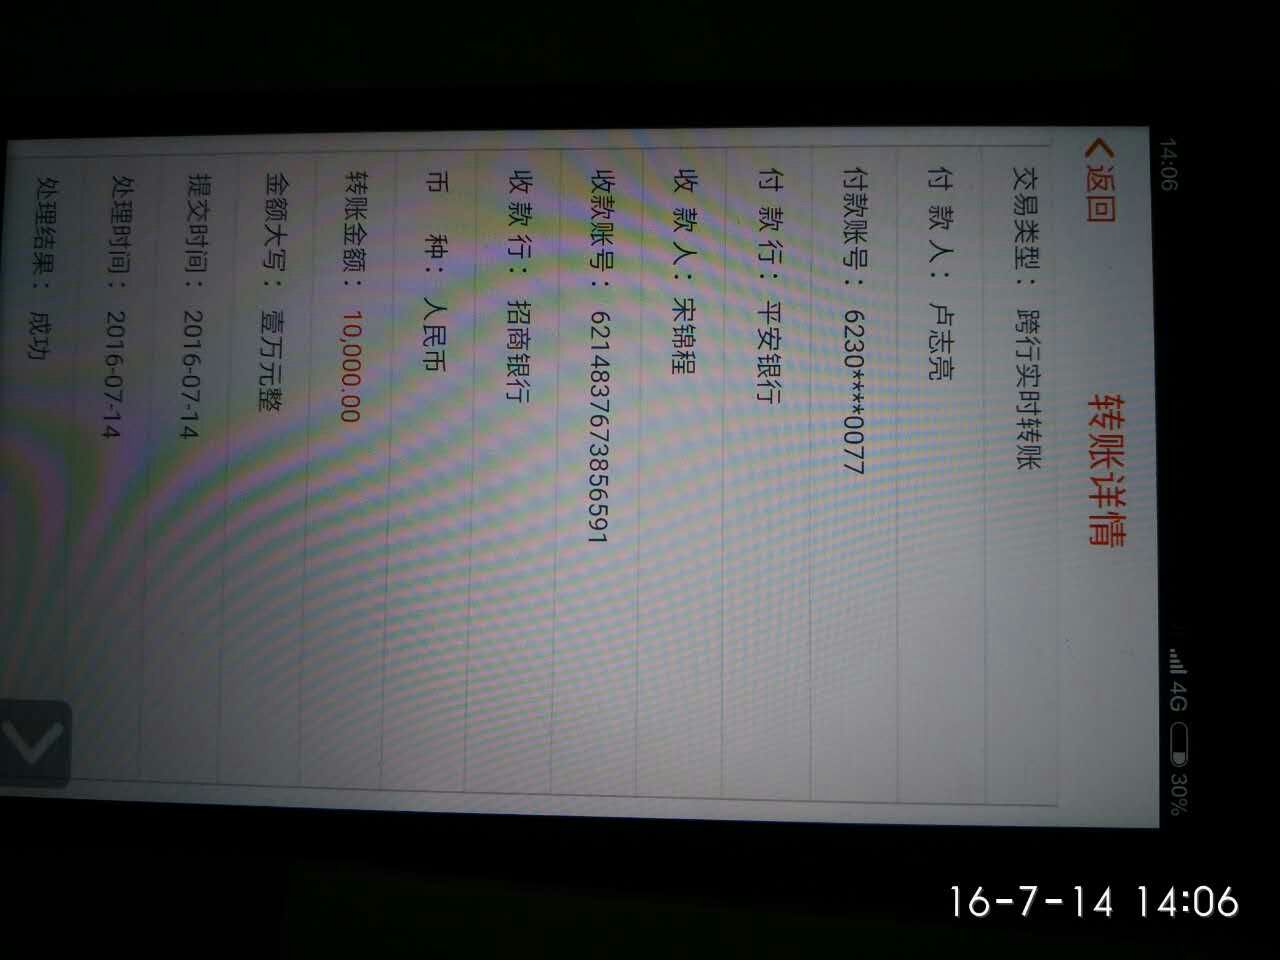 14:06 4G 30%
返回 转账详情
交易类型： 跨行实时转账
付 款 人： 卢志亮
付款账号： 6230****0077
付 款 行： 平安银行
收 款 人： 宋锦程
收款账号： 6214837673856591
收 款 行： 招商银行
币 种： 人民币
转账金额： 10,000.00
金额大写： 壹万元整
提交时间： 2016-07-14
处理时间： 2016-07-14
处理结果： 成功
16-7-14 14:06